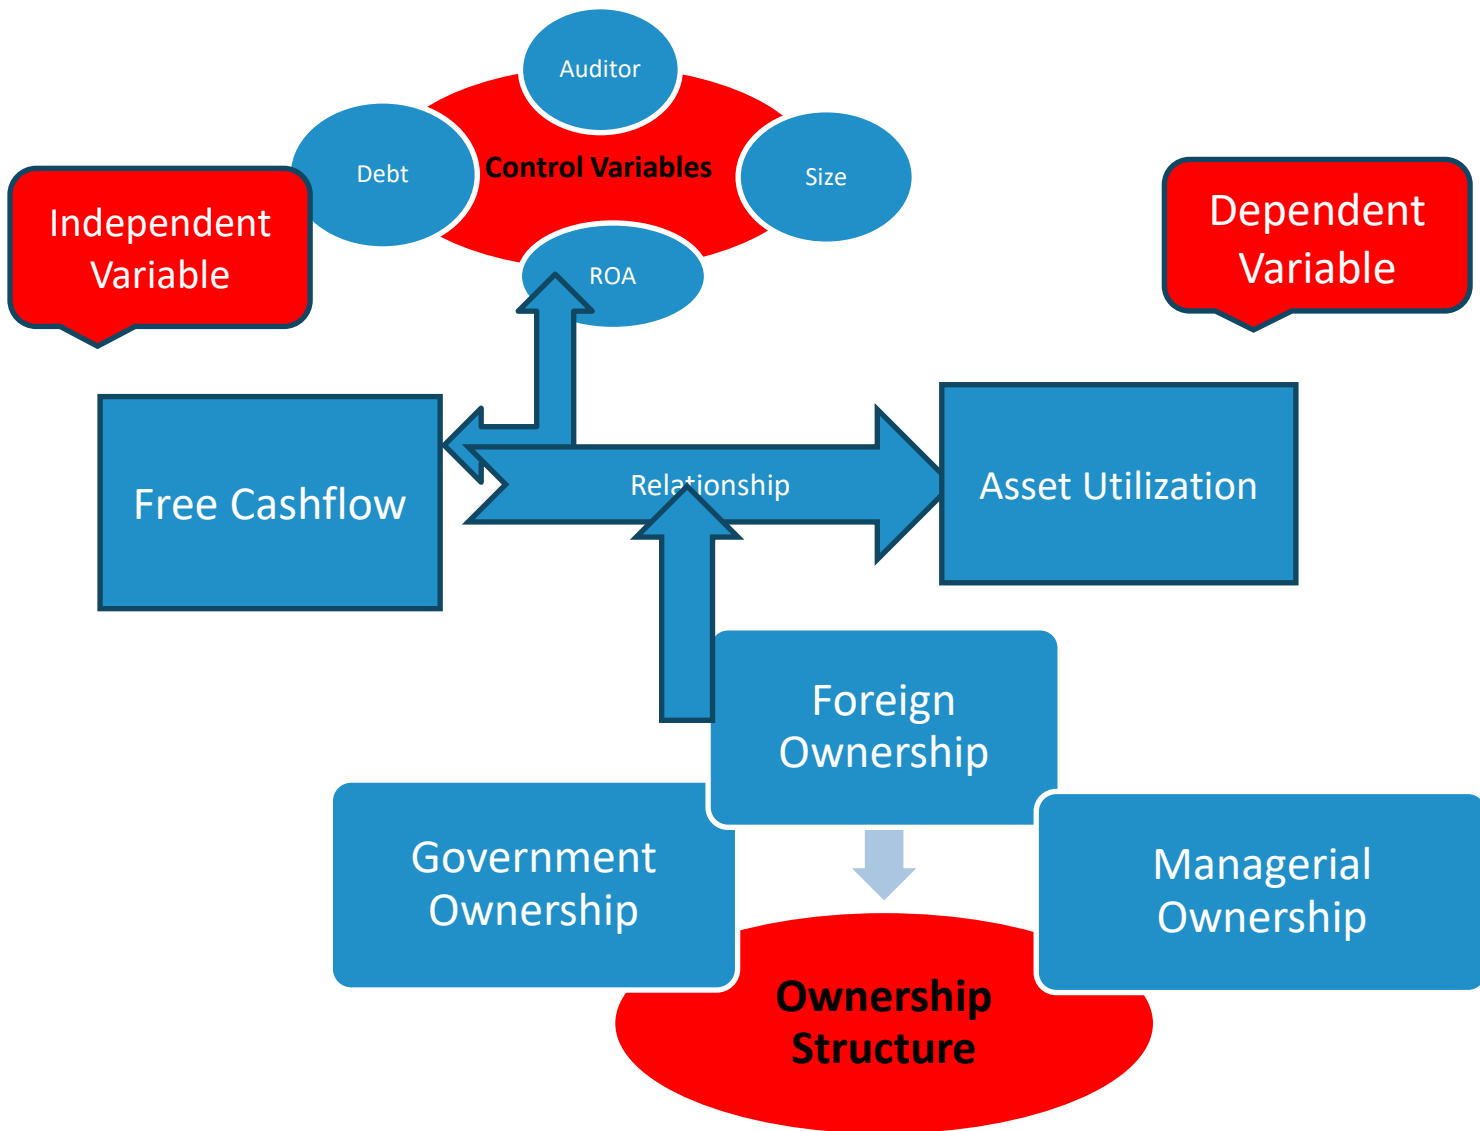 Auditor
Debt
Control Variables
Size
ROA
Independent
Variable
Dependent
Variable
Free Cashflow
Relationship
Asset Utilization
Foreign
Ownership
Government
Ownership
Managerial
Ownership
Ownership
Structure